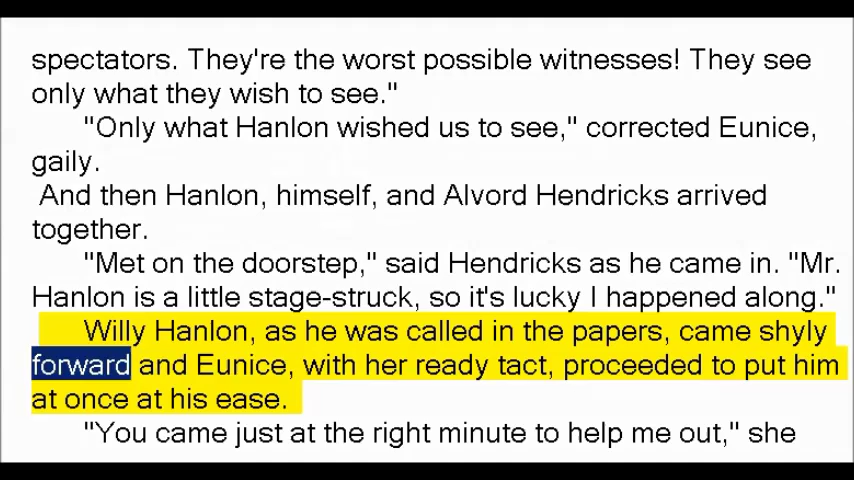 spectators. They're the worst possible witnesses! They see
only what they wish to see."
"Only what Hanlon wished us to see," corrected Eunice,
gaily.
And then Hanlon, himself, and Alvord Hendricks arrived
together.
"Met on the doorstep," said Hendricks as he came in. "Mr.
Hanlon is a little stage-struck, so it's lucky I happened along."
Willy Hanlon, as he was called in the papers, came shyly
forward and Eunice, with her ready tact, proceeded to put him
at once at his ease.
"You came just at the right minute to help me out," she